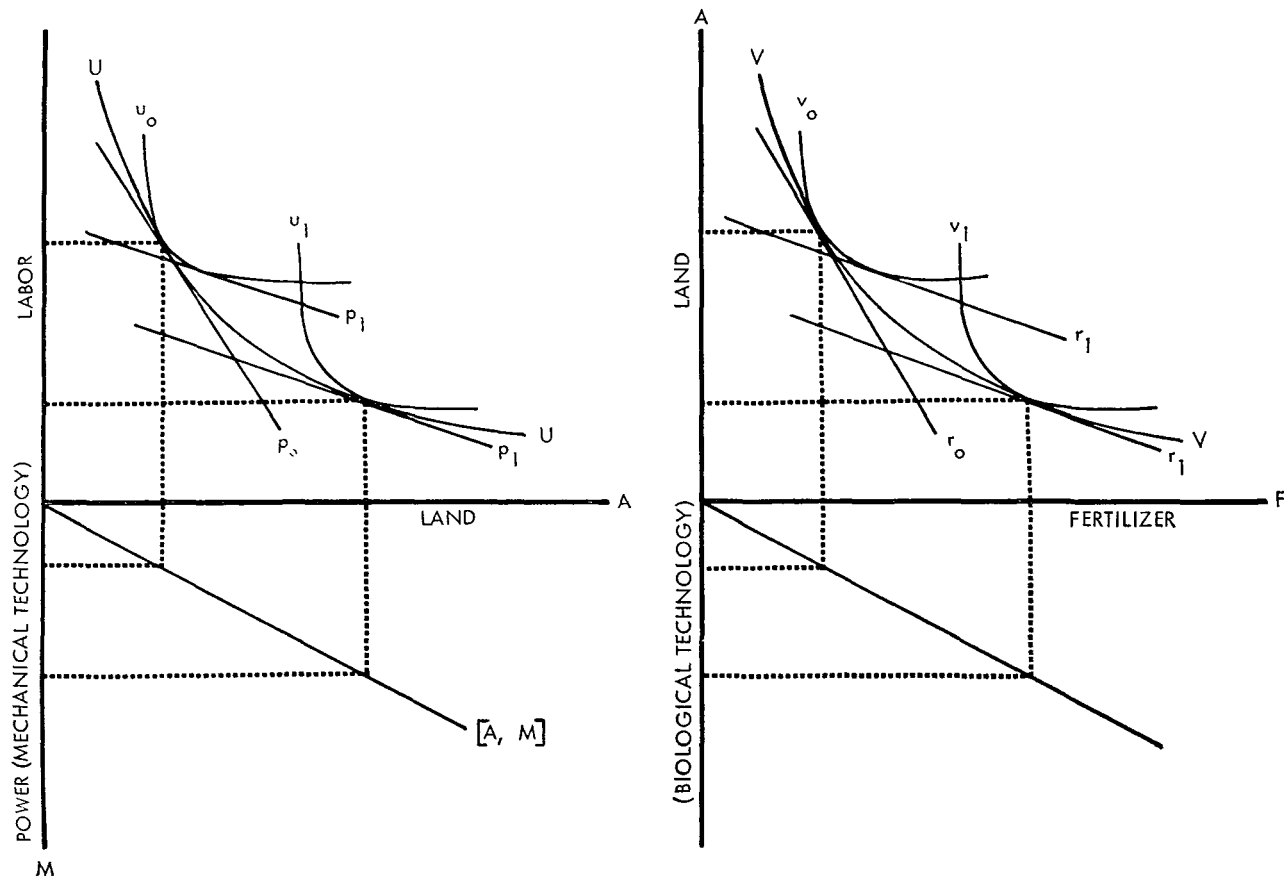 U
u₀
u₁
LABOR
p₁
p₀
p₁
U
A
LAND
POWER (MECHANICAL TECHNOLOGY)
[A, M]
M
A
V
v₀
v₁
LAND
r₁
r₀
r₁
V
F
FERTILIZER
(BIOLOGICAL TECHNOLOGY)